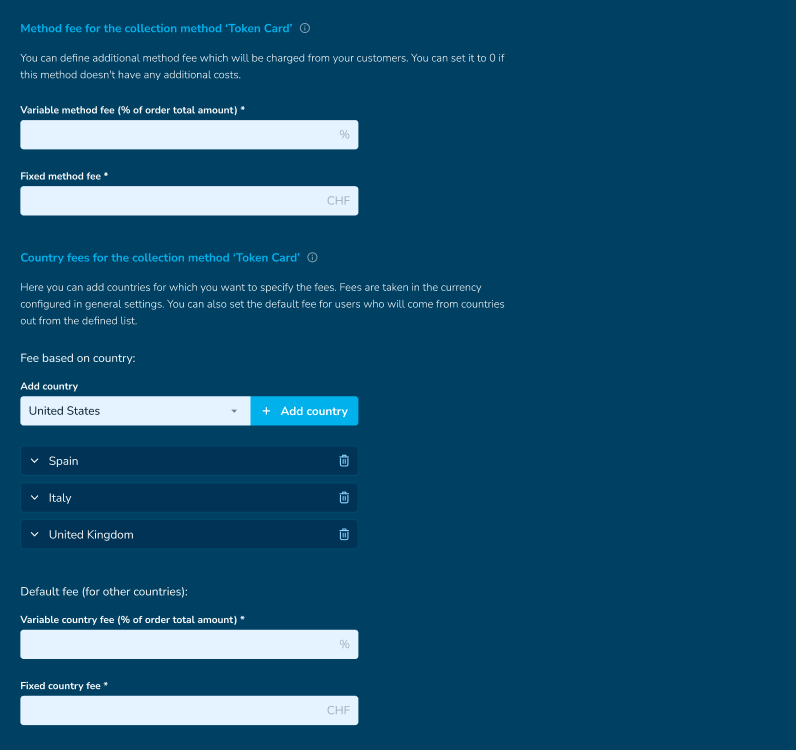 Method fee for the collection method ‘Token Card’
You can define additional method fee which will be charged from your customers. You can set it to 0 if
this method doesn't have any additional costs.
Variable method fee (% of order total amount) *
%
Fixed method fee *
CHF
Country fees for the collection method ‘Token Card’
Here you can add countries for which you want to specify the fees. Fees are taken in the currency
configured in general settings. You can also set the default fee for users who will come from countries
out from the defined list.
Fee based on country:
Add country
United States + Add country
Spain
Italy
United Kingdom
Default fee (for other countries):
Variable country fee (% of order total amount) *
%
Fixed country fee *
CHF